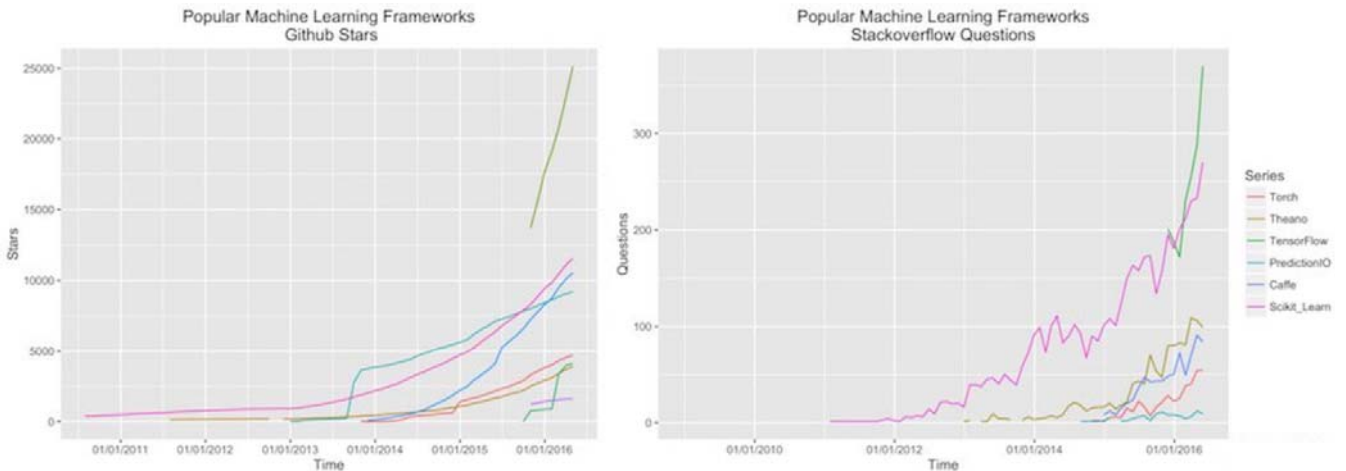 Popular Machine Learning Frameworks
Github Stars
25000
20000
15000
10000
5000
0
Stars
01/01/2011 01/01/2012 01/01/2013 01/01/2014 01/01/2015 01/01/2016
Time
Popular Machine Learning Frameworks
Stackoverflow Questions
300
200
100
0
Questions
01/01/2010 01/01/2012 01/01/2014 01/01/2016
Time
Series
Torch
Theano
TensorFlow
PredictionIO
Caffe
Scikit_Learn